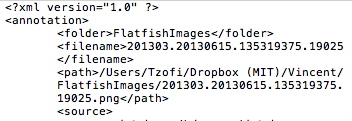 <?xml version="1.0" ?>
<annotation>
<folder>FlatfishImages</folder>
<filename>201303.20130615.135319375.19025
</filename>
<path>/Users/Tzofi/Dropbox (MIT)/Vincent/
FlatfishImages/201303.20130615.135319375.
19025.png</path>
<source>